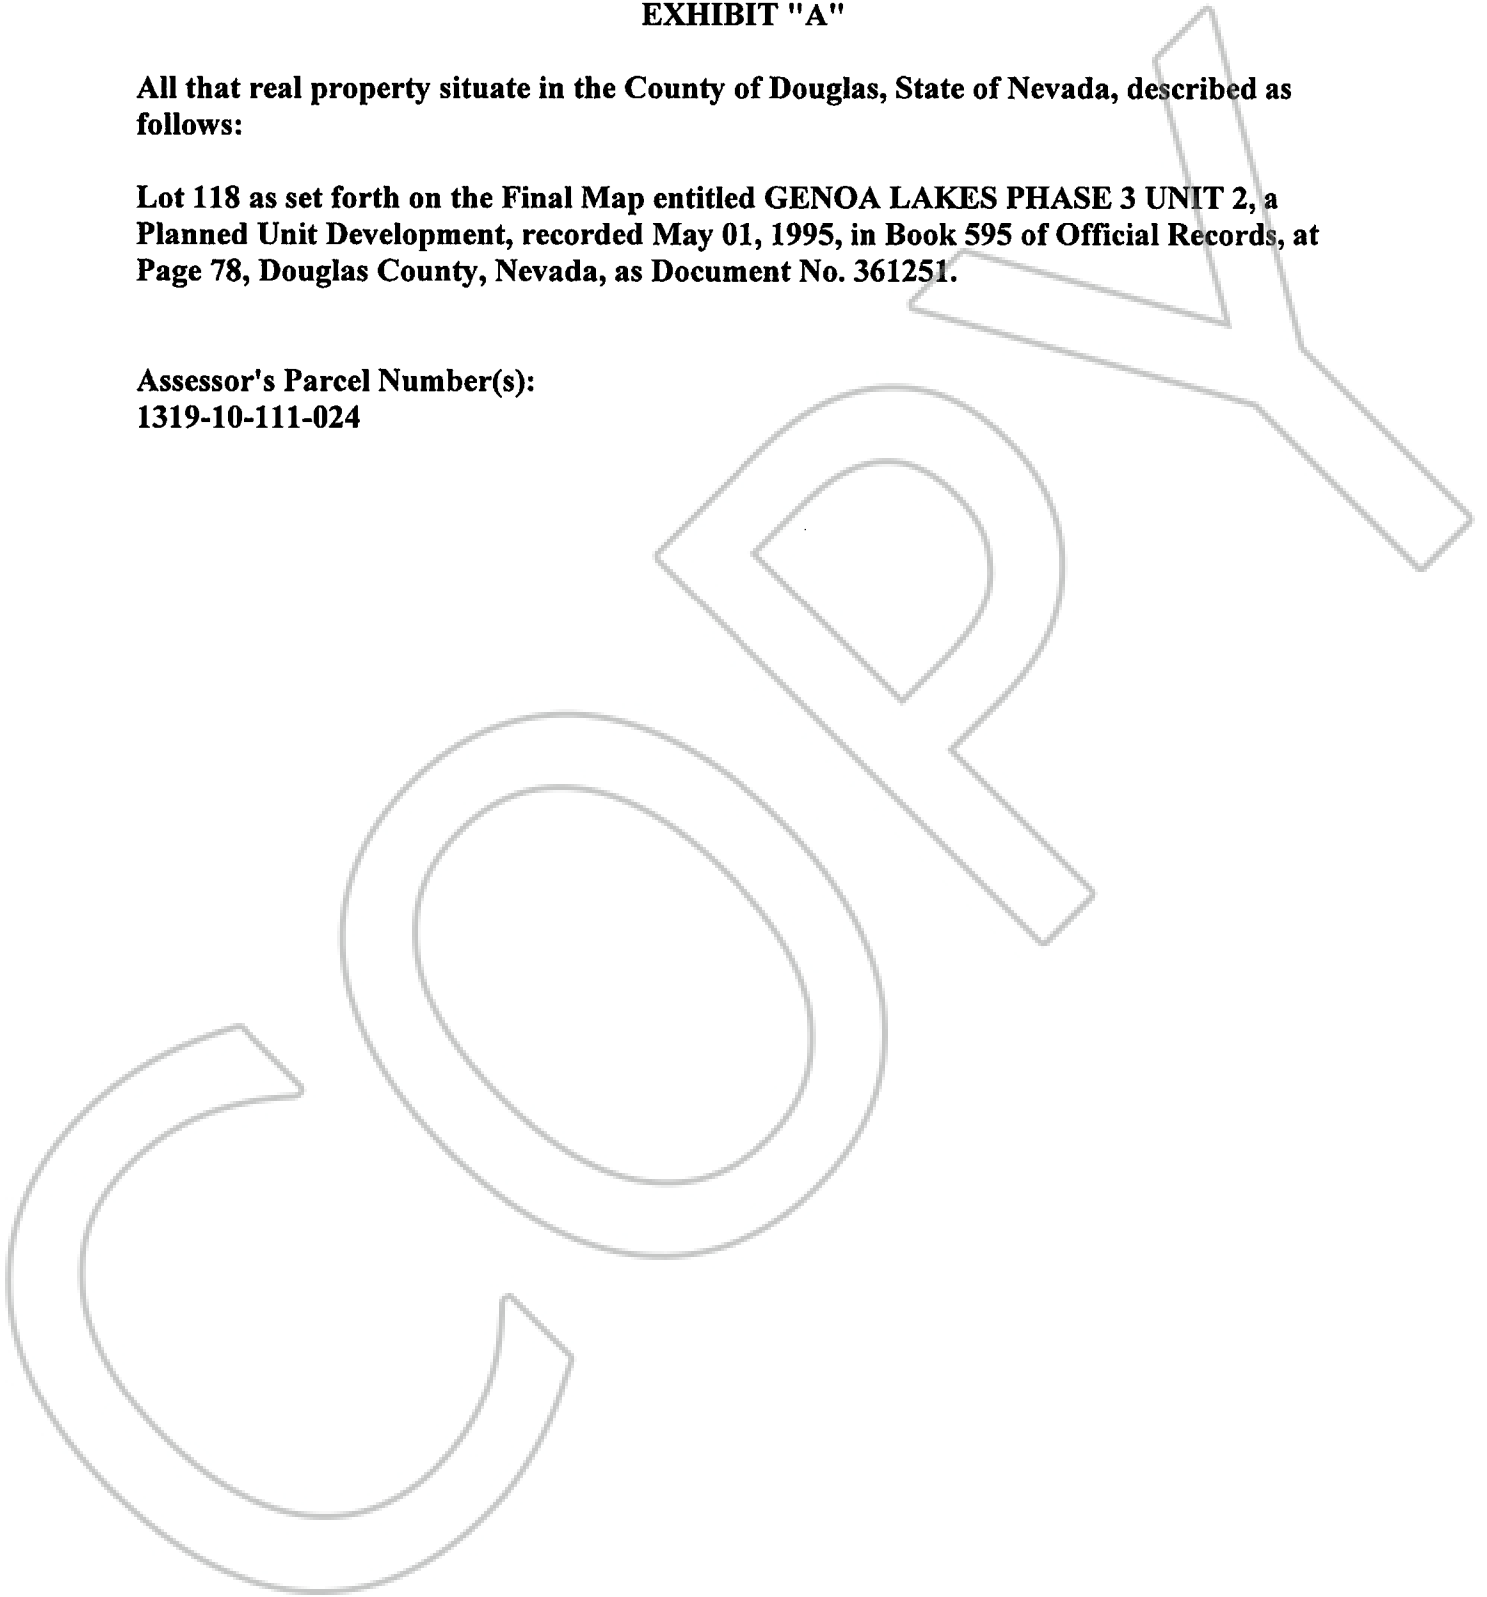 EXHIBIT "A"
All that real property situate in the County of Douglas, State of Nevada, described as
follows:
Lot 118 as set forth on the Final Map entitled GENOA LAKES PHASE 3 UNIT 2, a
Planned Unit Development, recorded May 01, 1995, in Book 595 of Official Records, at
Page 78, Douglas County, Nevada, as Document No. 361251.
Assessor's Parcel Number(s):
1319-10-111-024
COPY